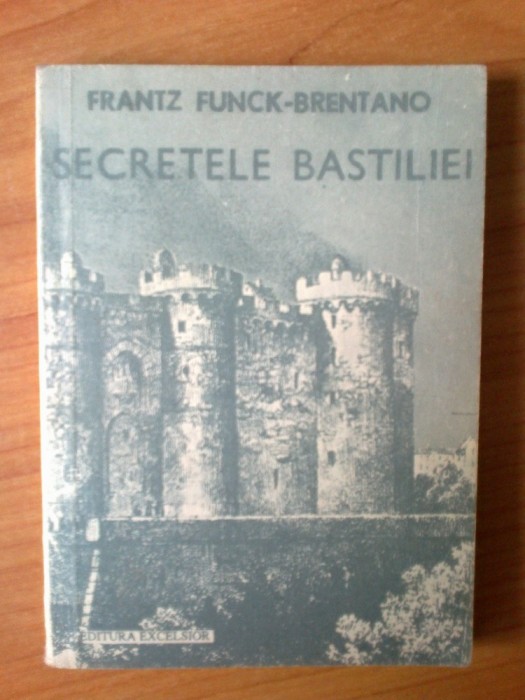 FRANTZ FUNCK-BRENTANO
SECRETELE BASTILIEI
EDITURA EXCELSIOR